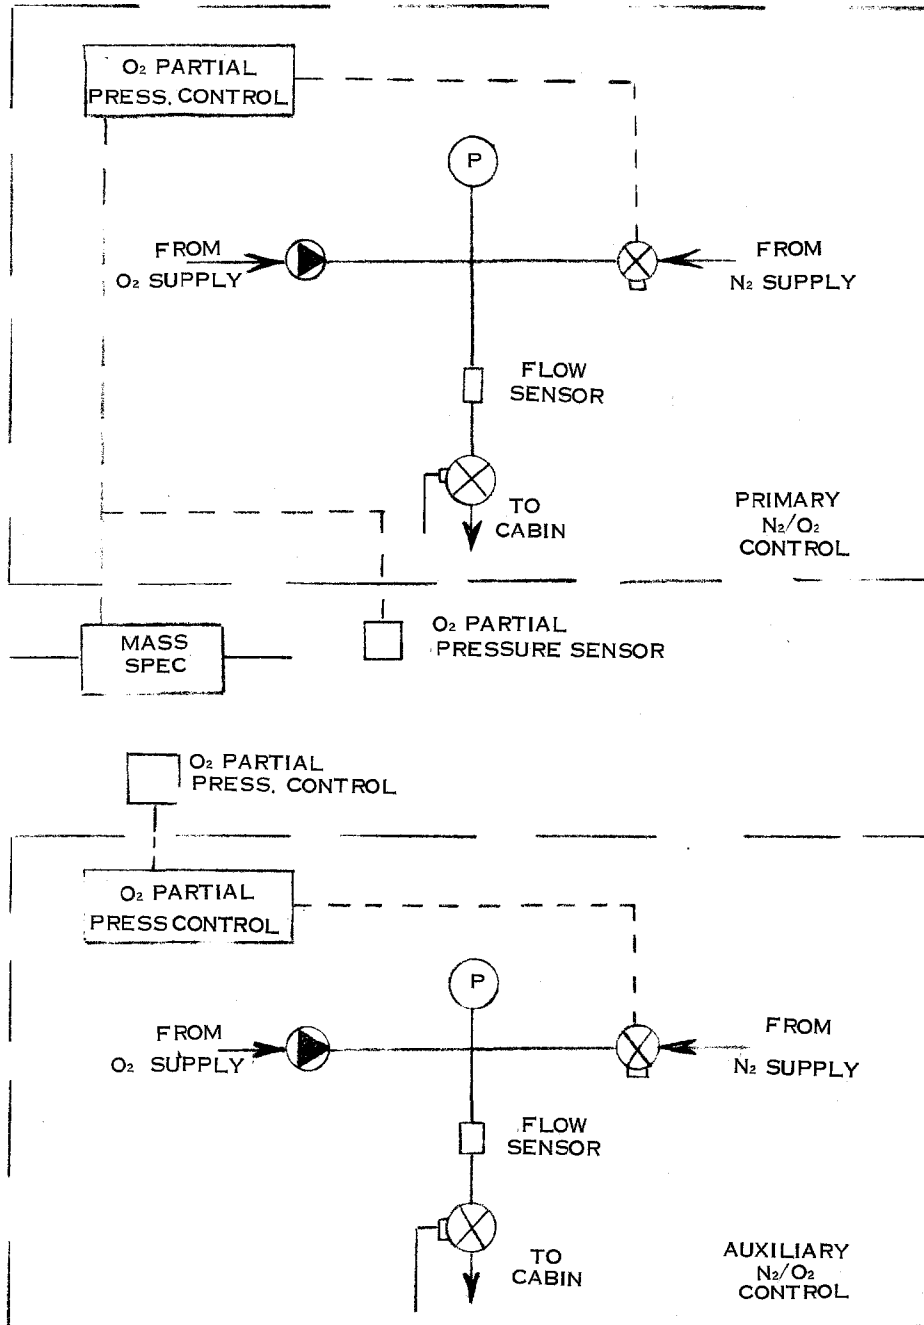 O₂ PARTIAL
PRESS. CONTROL
P
FROM
O₂ SUPPLY
FROM
N₂ SUPPLY
FLOW
SENSOR
TO
CABIN
PRIMARY
N₂/O₂
CONTROL
MASS
SPEC
O₂ PARTIAL
PRESSURE SENSOR
O₂ PARTIAL
PRESS. CONTROL
O₂ PARTIAL
PRESS CONTROL
P
FROM
O₂ SUPPLY
FROM
N₂ SUPPLY
FLOW
SENSOR
TO
CABIN
AUXILIARY
N₂/O₂
CONTROL